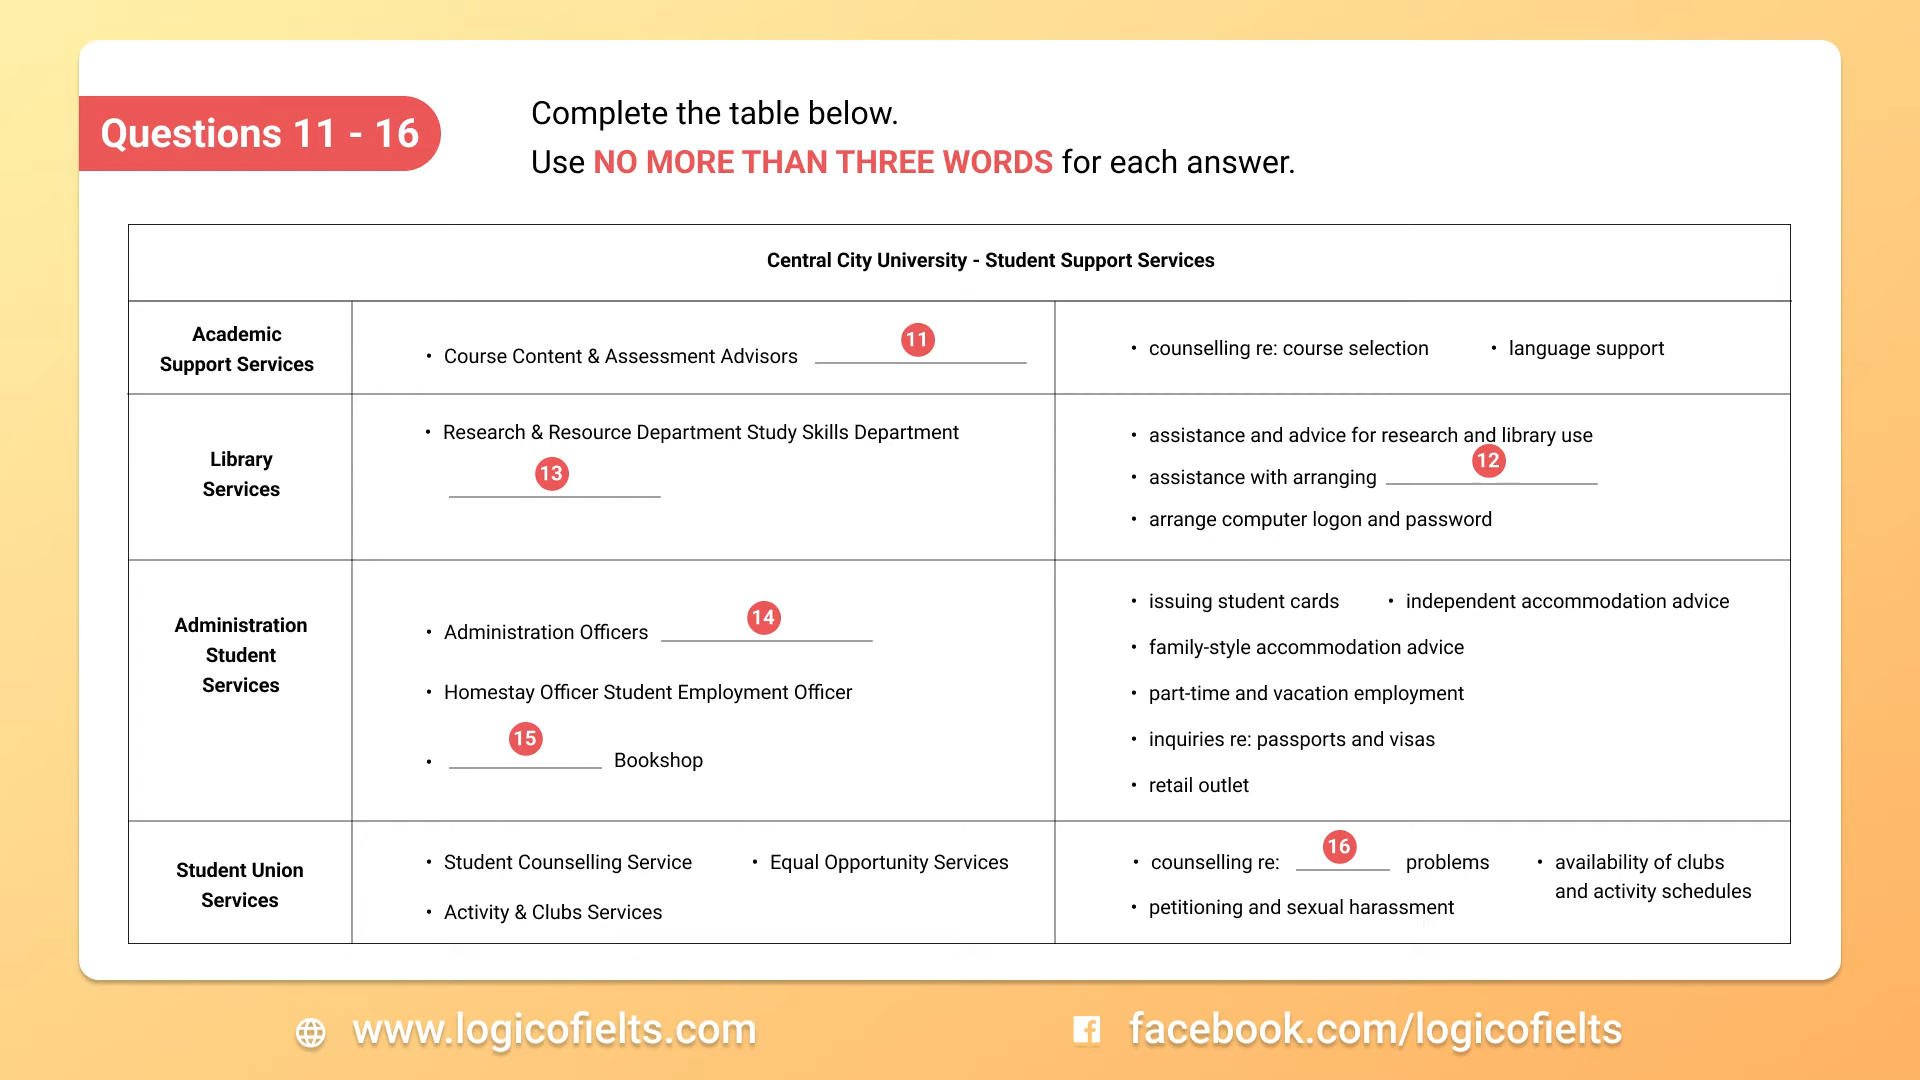 Questions 11 - 16
Complete the table below.
Use NO MORE THAN THREE WORDS for each answer.
Central City University - Student Support Services
Academic
Support Services
• Course Content & Assessment Advisors 11
• counselling re: course selection • language support
Library
Services
• Research & Resource Department Study Skills Department
13
• assistance and advice for research and library use
• assistance with arranging 12
• arrange computer logon and password
Administration
Student
Services
• Administration Officers 14
• Homestay Officer Student Employment Officer
• 15 Bookshop
• issuing student cards • independent accommodation advice
• family-style accommodation advice
• part-time and vacation employment
• inquiries re: passports and visas
• retail outlet
Student Union
Services
• Student Counselling Service • Equal Opportunity Services
• Activity & Clubs Services
• counselling re: 16 problems
• petitioning and sexual harassment
• availability of clubs
and activity schedules
www.logicofielts.com
facebook.com/logicofielts